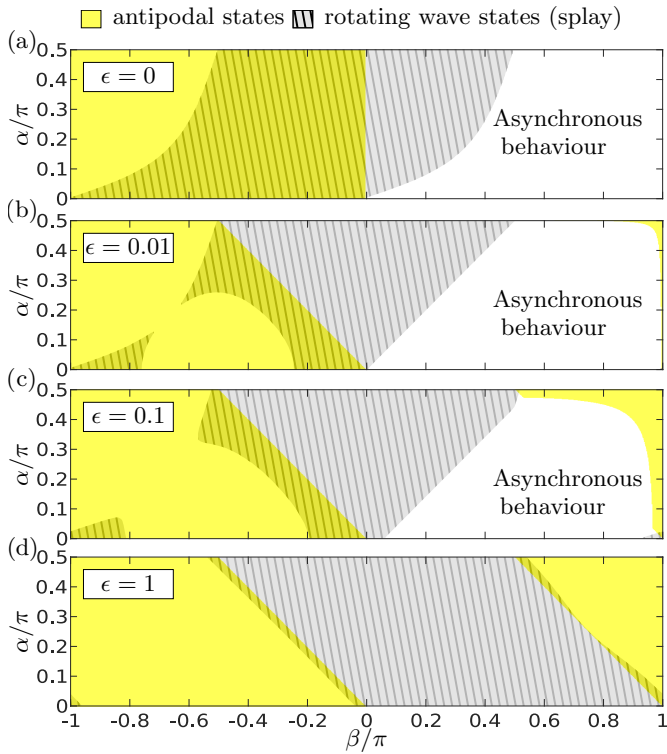 antipodal states rotating wave states (splay)
(a)
0.5
0.4
0.3
0.2
0.1
0
α/π
ϵ = 0
Asynchronous
behaviour
(b)
0.5
0.4
0.3
0.2
0.1
0
α/π
ϵ = 0.01
Asynchronous
behaviour
(c)
0.5
0.4
0.3
0.2
0.1
0
α/π
ϵ = 0.1
Asynchronous
behaviour
(d)
0.5
0.4
0.3
0.2
0.1
0
α/π
ϵ = 1
-1 -0.8 -0.6 -0.4 -0.2 0 0.2 0.4 0.6 0.8 1
β/π